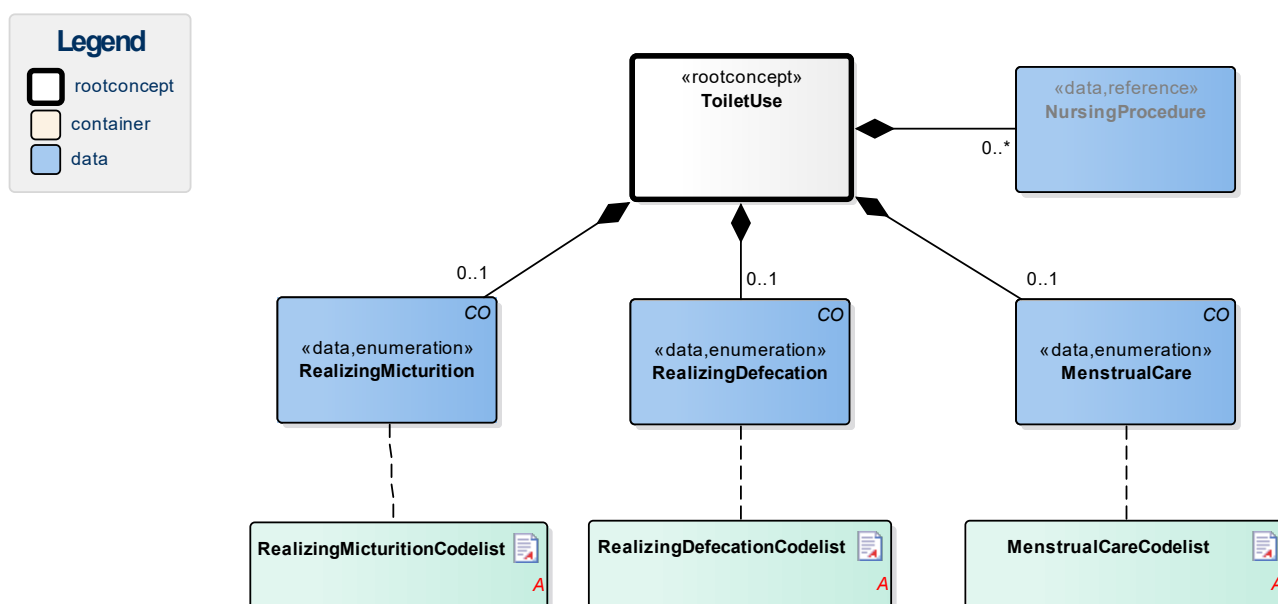 Legend
rootconcept
container
data
«rootconcept»
ToiletUse
«data,reference»
NursingProcedure
0..*
0..1
0..1
0..1
CO
«data,enumeration»
RealizingMicturition
CO
«data,enumeration»
RealizingDefecation
CO
«data,enumeration»
MenstrualCare
RealizingMicturitionCodelist
A
RealizingDefecationCodelist
A
MenstrualCareCodelist
A